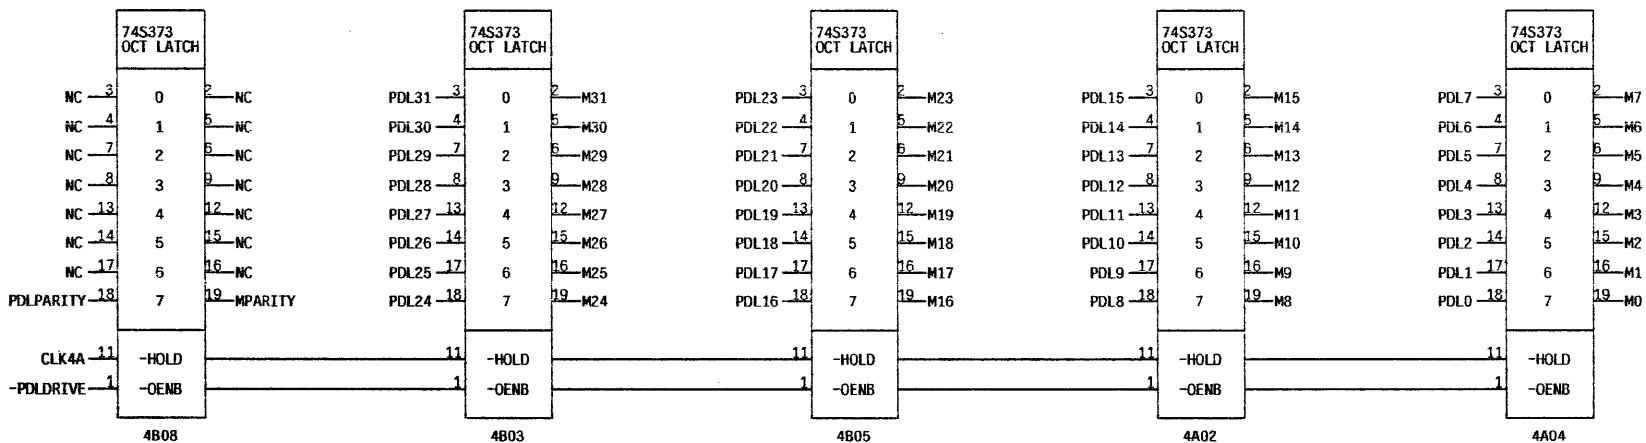 74S373 74S373 74S373 74S373 74S373
OCT LATCH OCT LATCH OCT LATCH OCT LATCH OCT LATCH
NC 3 0 2 NC PDL31 3 0 2 M31 PDL23 3 0 2 M23 PDL15 3 0 2 M15 PDL7 3 0 2 M7
NC 4 1 5 NC PDL30 4 1 5 M30 PDL22 4 1 5 M22 PDL14 4 1 5 M14 PDL6 4 1 5 M6
NC 7 2 6 NC PDL29 7 2 6 M29 PDL21 7 2 6 M21 PDL13 7 2 6 M13 PDL5 7 2 6 M5
NC 8 3 9 NC PDL28 8 3 9 M28 PDL20 8 3 9 M20 PDL12 8 3 9 M12 PDL4 8 3 9 M4
NC 13 4 12 NC PDL27 13 4 12 M27 PDL19 13 4 12 M19 PDL11 13 4 12 M11 PDL3 13 4 12 M3
NC 14 5 15 NC PDL26 14 5 15 M26 PDL18 14 5 15 M18 PDL10 14 5 15 M10 PDL2 14 5 15 M2
NC 17 6 16 NC PDL25 17 6 16 M25 PDL17 17 6 16 M17 PDL9 17 6 16 M9 PDL1 17 6 16 M1
PDLPARITY 18 7 19 MPARITY PDL24 18 7 19 M24 PDL16 18 7 19 M16 PDL8 18 7 19 M8 PDL0 18 7 19 M0
CLK4A 11 -HOLD 11 -HOLD 11 -HOLD 11 -HOLD 11 -HOLD
-PDLDRIVE 1 -OENB 1 -OENB 1 -OENB 1 -OENB 1 -OENB
4B08 4B03 4B05 4A02 4A04